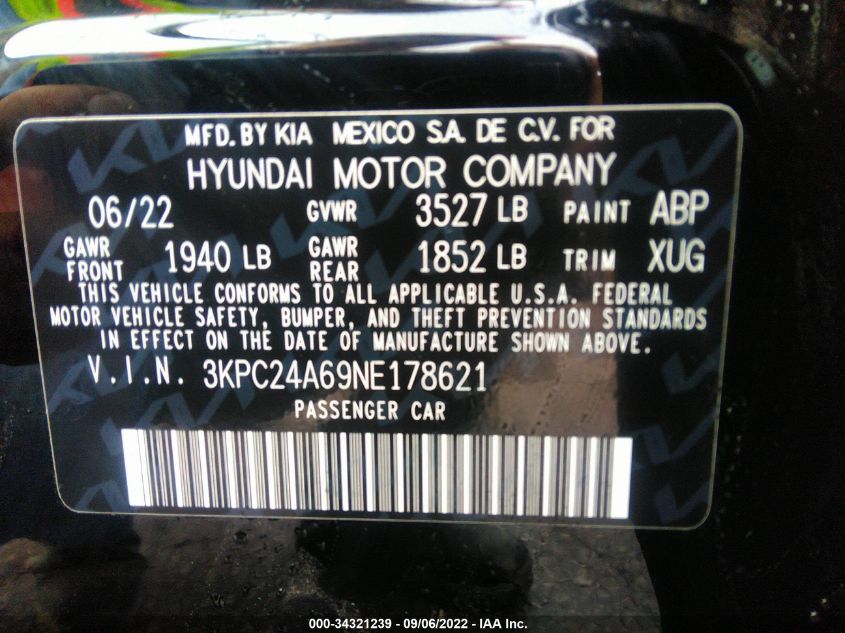 MFD. BY KIA MEXICO S.A. DE C.V. FOR
HYUNDAI MOTOR COMPANY
06/22 GVWR 3527 LB PAINT ABP
GAWR FRONT 1940 LB GAWR REAR 1852 LB TRIM XUG
THIS VEHICLE CONFORMS TO ALL APPLICABLE U.S.A. FEDERAL
MOTOR VEHICLE SAFETY, BUMPER, AND THEFT PREVENTION STANDARDS
IN EFFECT ON THE DATE OF MANUFACTURE SHOWN ABOVE.
V.I.N. 3KPC24A69NE178621
PASSENGER CAR
000-34321239 - 09/06/2022 - IAA Inc.